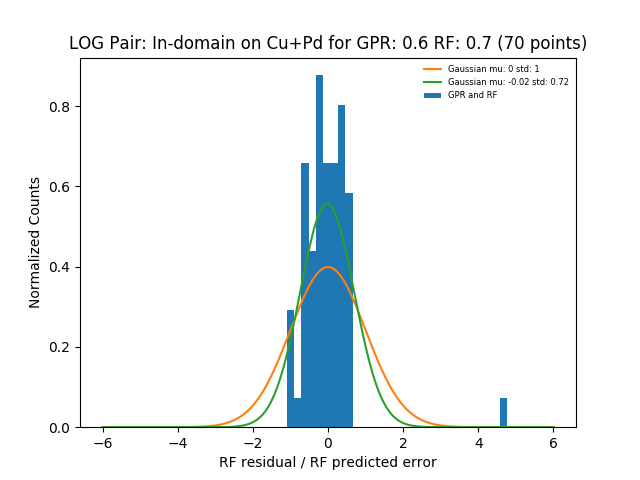 LOG Pair: In-domain on Cu+Pd for GPR: 0.6 RF: 0.7 (70 points)
Gaussian mu: 0 std: 1
Gaussian mu: -0.02 std: 0.72
GPR and RF
Normalized Counts
0.8
0.6
0.4
0.2
0.0
−6 −4 −2 0 2 4 6
RF residual / RF predicted error